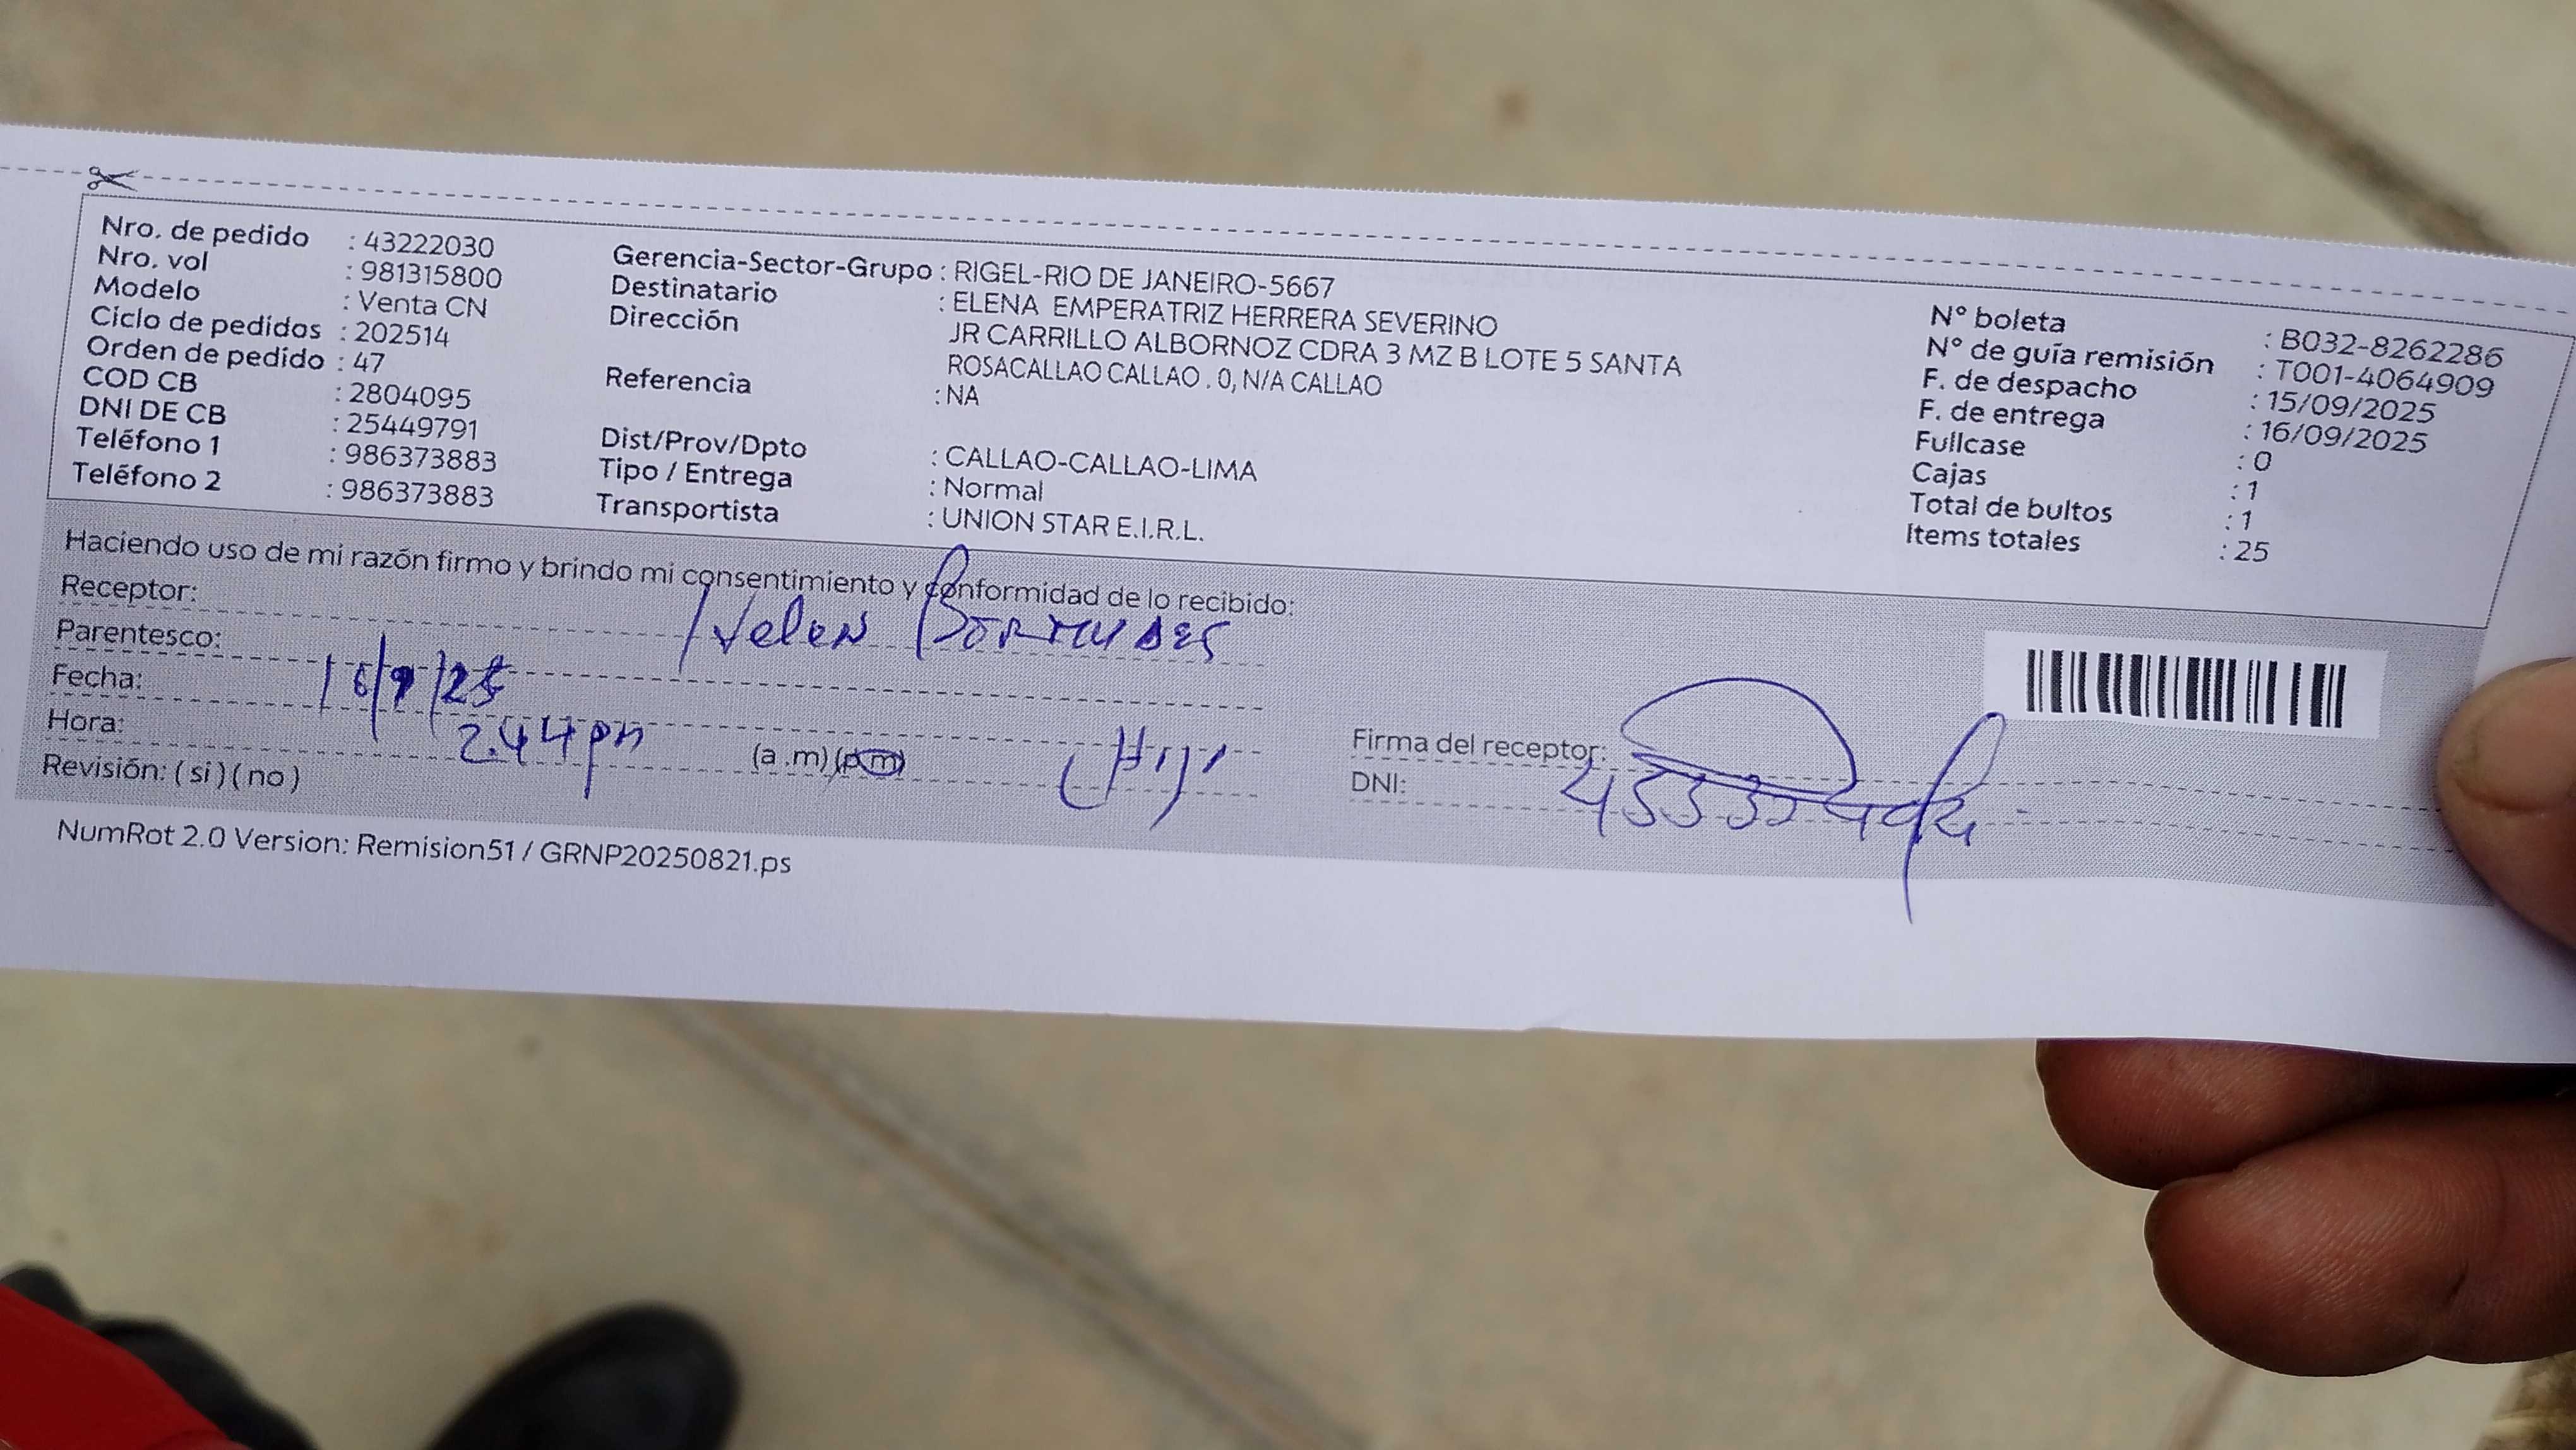 Nro. de pedido : 43222030
Nro. vol : 981315800
Modelo : Venta CN
Ciclo de pedidos : 202514
Orden de pedido : 47
COD CB : 2804095
DNI DE CB : 25449791
Teléfono 1 : 986373883
Teléfono 2 : 986373883
Gerencia-Sector-Grupo : RIGEL-RIO DE JANEIRO-5667
Destinatario : ELENA EMPERATRIZ HERRERA SEVERINO
Dirección JR CARRILLO ALBORNOZ CDRA 3 MZ B LOTE 5 SANTA
ROSACALLAO CALLAO . 0, N/A CALLAO
Referencia : NA
Dist/Prov/Dpto : CALLAO-CALLAO-LIMA
Tipo / Entrega : Normal
Transportista : UNION STAR E.I.R.L.
N° boleta : B032-8262286
N° de guía remisión : T001-4064909
F. de despacho : 15/09/2025
F. de entrega : 16/09/2025
Fullcase : 0
Cajas : 1
Total de bultos : 1
Items totales : 25
Haciendo uso de mi razón firmo y brindo mi consentimiento y conformidad de lo recibido:
Receptor: Helen
Parentesco:
Fecha: 16/9/25
Hora: 2.44 pm (a .m) (p.m)
Revisión: ( si ) ( no )
Firma del receptor:
DNI:
NumRot 2.0 Version: Remision51 / GRNP20250821.ps